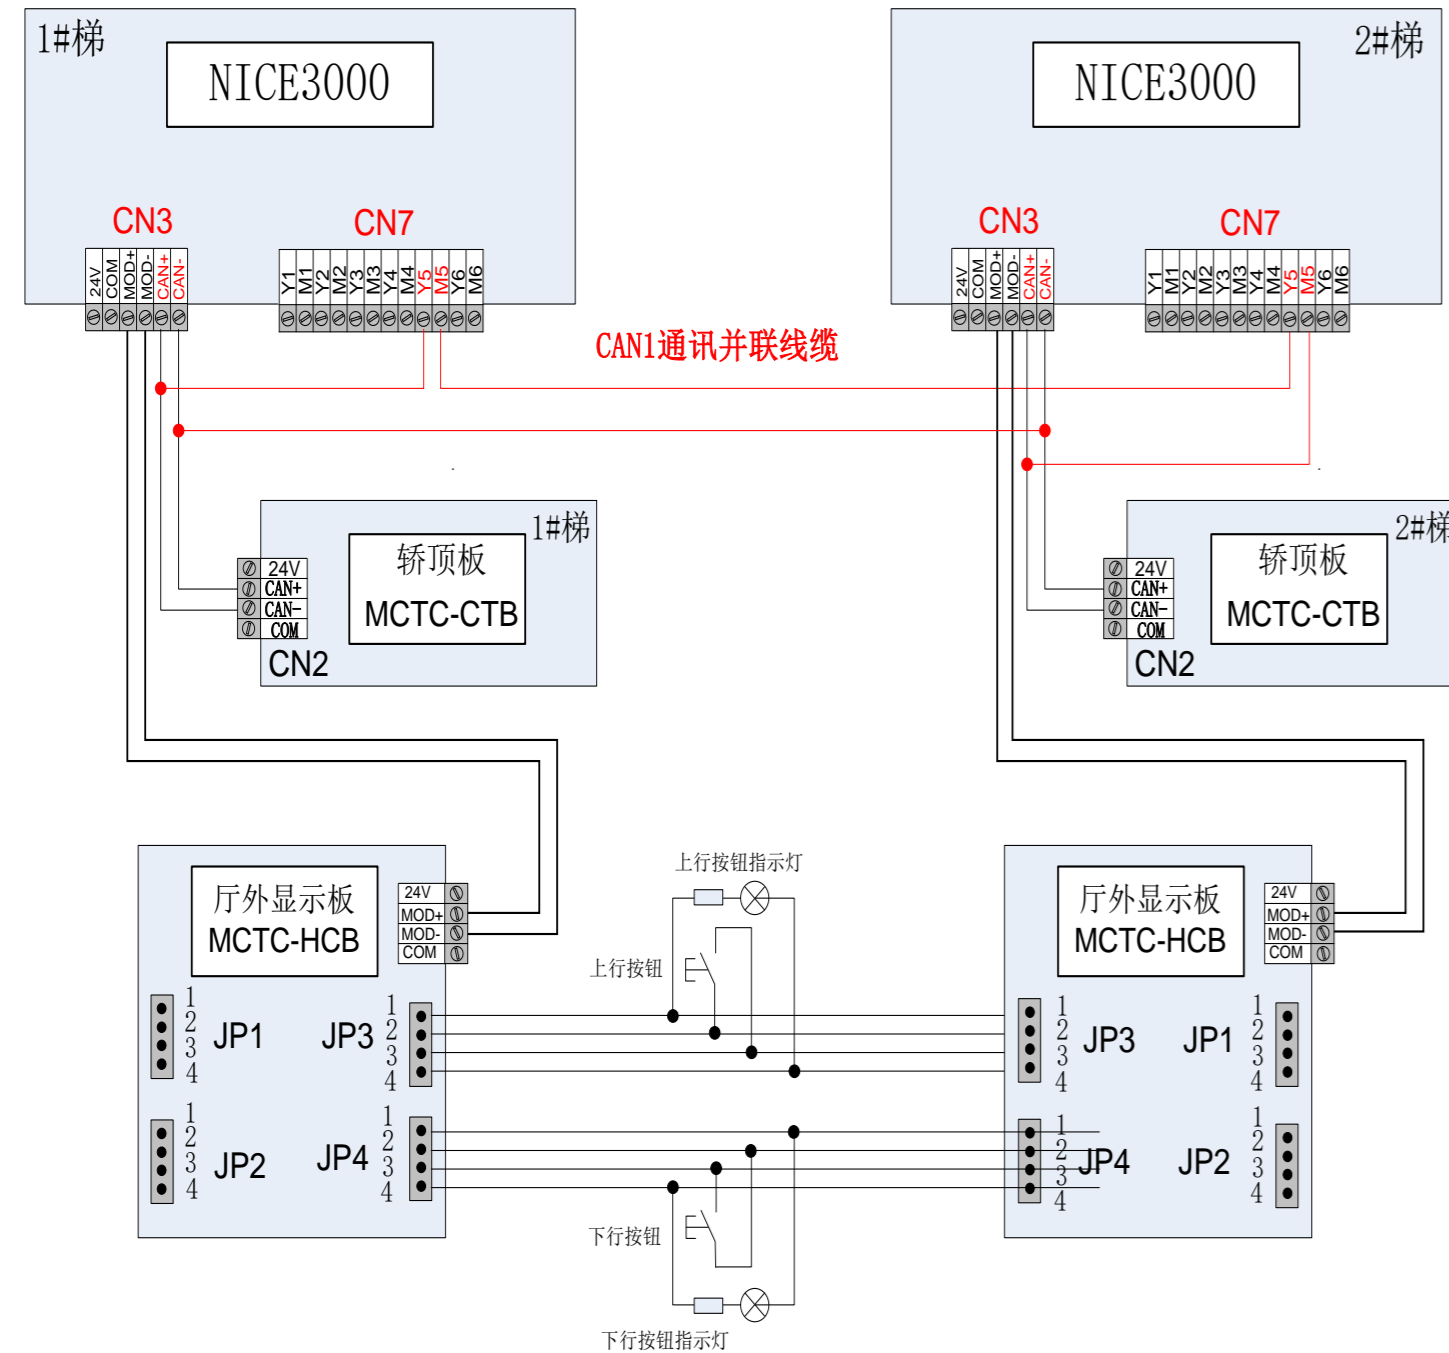 1#梯
NICE3000
2#梯
NICE3000
CN3
CN7
CN3
CN7
24V
COM
MOD+
MOD-
CAN+
CAN-
Y1
M1
Y2
M2
Y3
M3
Y4
M4
Y5
M5
Y6
M6
24V
COM
MOD+
MOD-
CAN+
CAN-
Y1
M1
Y2
M2
Y3
M3
Y4
M4
Y5
M5
Y6
M6
CAN1通讯并联线缆
1#梯
轿顶板
MCTC-CTB
24V
CAN+
CAN-
COM
CN2
2#梯
轿顶板
MCTC-CTB
24V
CAN+
CAN-
COM
CN2
厅外显示板
MCTC-HCB
24V
MOD+
MOD-
COM
JP1
1
2
3
4
JP3
1
2
3
4
JP2
1
2
3
4
JP4
1
2
3
4
上行按钮指示灯
上行按钮
下行按钮
下行按钮指示灯
厅外显示板
MCTC-HCB
24V
MOD+
MOD-
COM
1
2
3
4
JP3
JP1
1
2
3
4
1
2
3
4
JP4
JP2
1
2
3
4